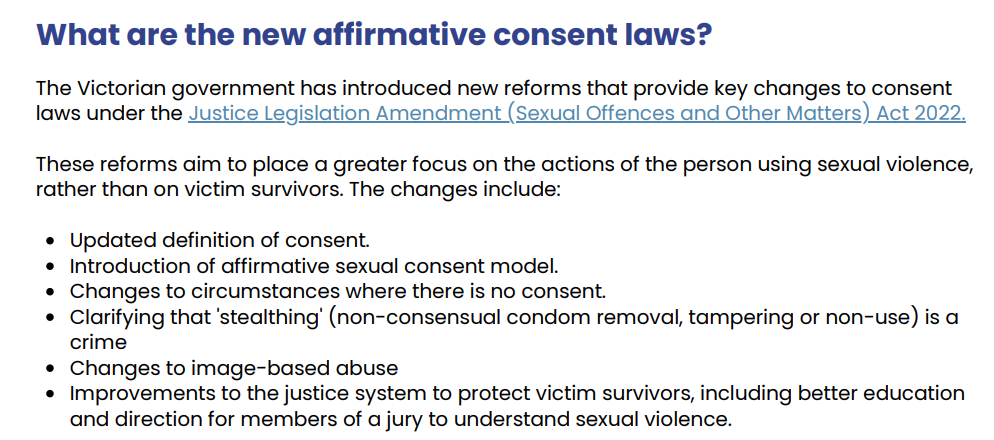 What are the new affirmative consent laws?
The Victorian government has introduced new reforms that provide key changes to consent
laws under the Justice Legislation Amendment (Sexual Offences and Other Matters) Act 2022.
These reforms aim to place a greater focus on the actions of the person using sexual violence,
rather than on victim survivors. The changes include:
• Updated definition of consent.
• Introduction of affirmative sexual consent model.
• Changes to circumstances where there is no consent.
• Clarifying that 'stealthing' (non-consensual condom removal, tampering or non-use) is a
crime
• Changes to image-based abuse
• Improvements to the justice system to protect victim survivors, including better education
and direction for members of a jury to understand sexual violence.